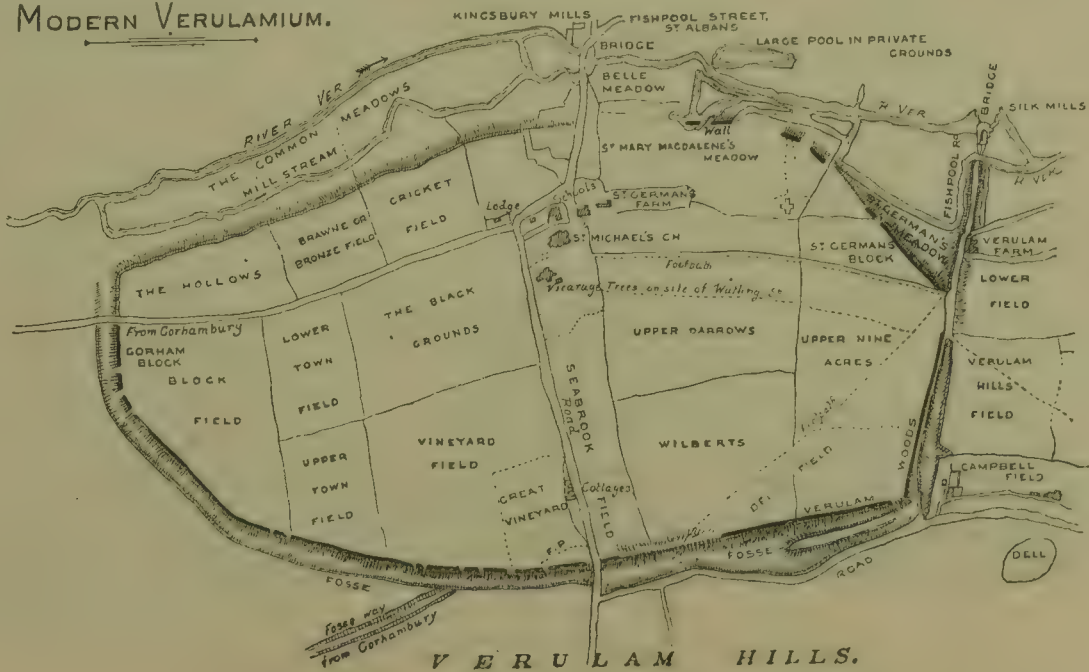 MODERN VERULAMIUM.
KINGSBURY MILLS
FISHPOOL STREET.
ST ALBANS
BRIDGE
LARGE POOL IN PRIVATE
GROUNDS
BELLE
MEADOW
RIVER VER
THE COMMON MEADOWS
MILL STREAM
R VER
BRIDGE
SILK MILLS
R VER
FISHPOOL RD
Wall
ST MARY MAGDALENE'S
MEADOW
CRICKET
FIELD
BRAWNE OR
BRONZE FIELD
THE HOLLOWS
Lodge
Schools
ST GERMANS
FARM
ST MICHAEL'S CH
ST GERMAN'S
MEADOW
ST GERMANS
BLOCK
VERULAM
FARM
LOWER
FIELD
Footpath
Vicarage Trees on site of Watling St
From Gorhambury
GORHAM
BLOCK
BLOCK
FIELD
LOWER
TOWN
FIELD
THE BLACK
GROUNDS
UPPER DARROWS
UPPER NINE
ACRES
VERULAM
HILLS
FIELD
SEABROOK
FIELD
Road
UPPER
TOWN
FIELD
VINEYARD
FIELD
GREAT
VINEYARD
Cottages
WILBERTS
Footpath
DELL FIELD
VERULAM
WOODS
CAMPBELL
FIELD
F.P.
FOSSE
FOSSE
ROAD
DELL
Fosse way
from Gorhambury
VERULAM HILLS.